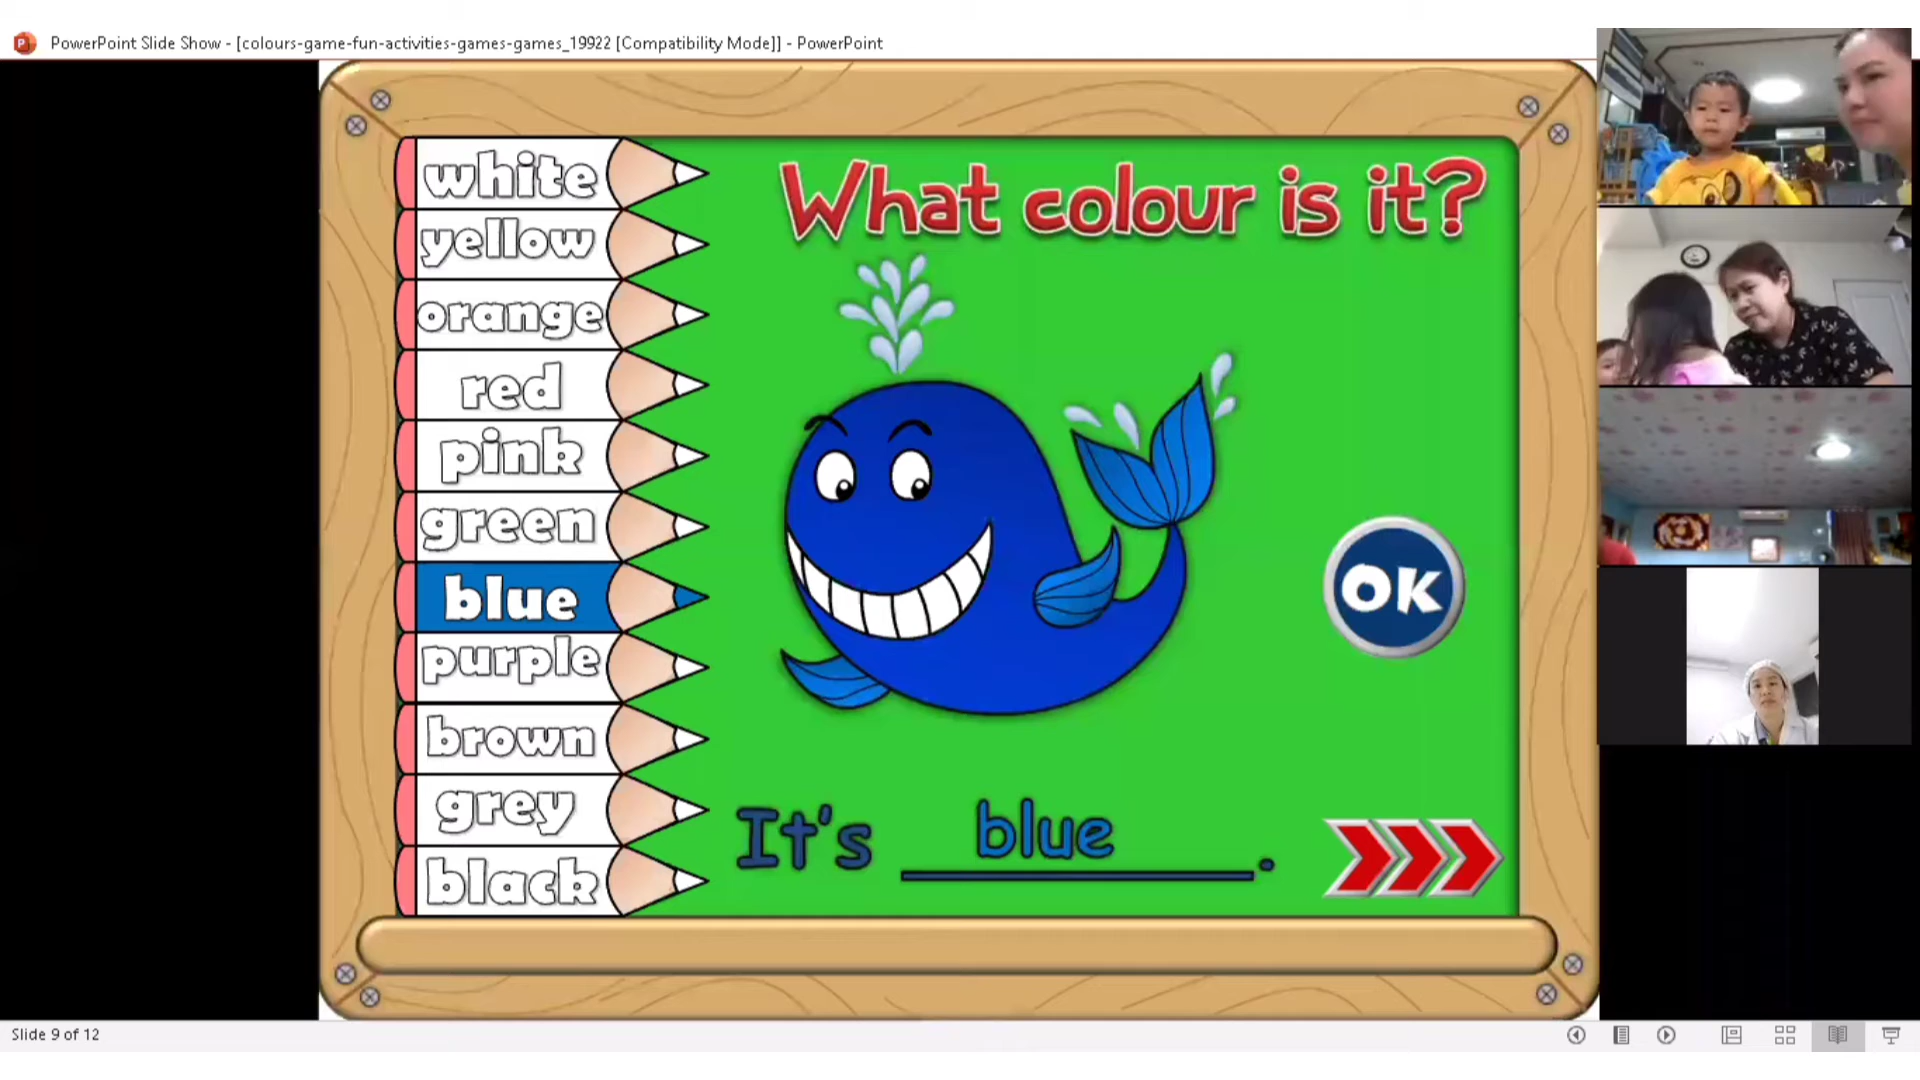 PowerPoint Slide Show - [colours-game-fun-activities-games-games_19922 [Compatibility Mode]] - PowerPoint
What colour is it?
white
yellow
orange
red
pink
green
blue
purple
brown
grey
black
OK
It's blue.
Slide 9 of 12